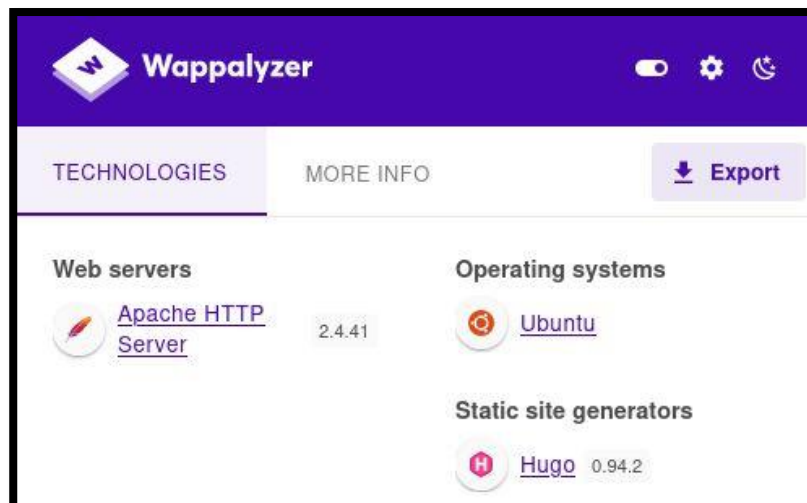 Wappalyzer
TECHNOLOGIES
MORE INFO
Export
Web servers
Apache HTTP
Server
2.4.41
Operating systems
Ubuntu
Static site generators
Hugo 0.94.2